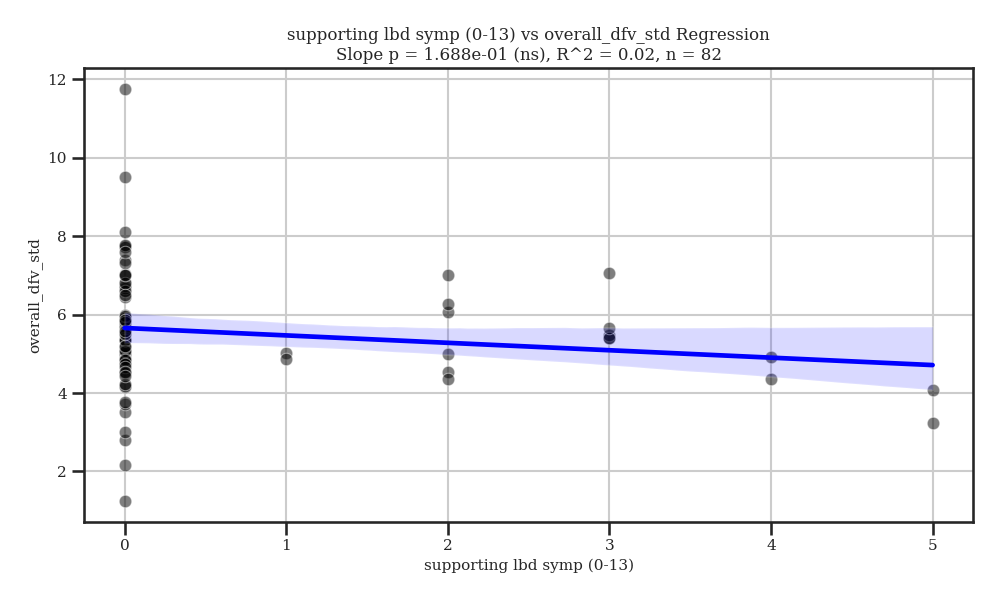 supporting lbd symp (0-13) vs overall_dfv_std Regression
Slope p = 1.688e-01 (ns), R^2 = 0.02, n = 82
12
10
8
6
4
2
overall_dfv_std
0 1 2 3 4 5
supporting lbd symp (0-13)